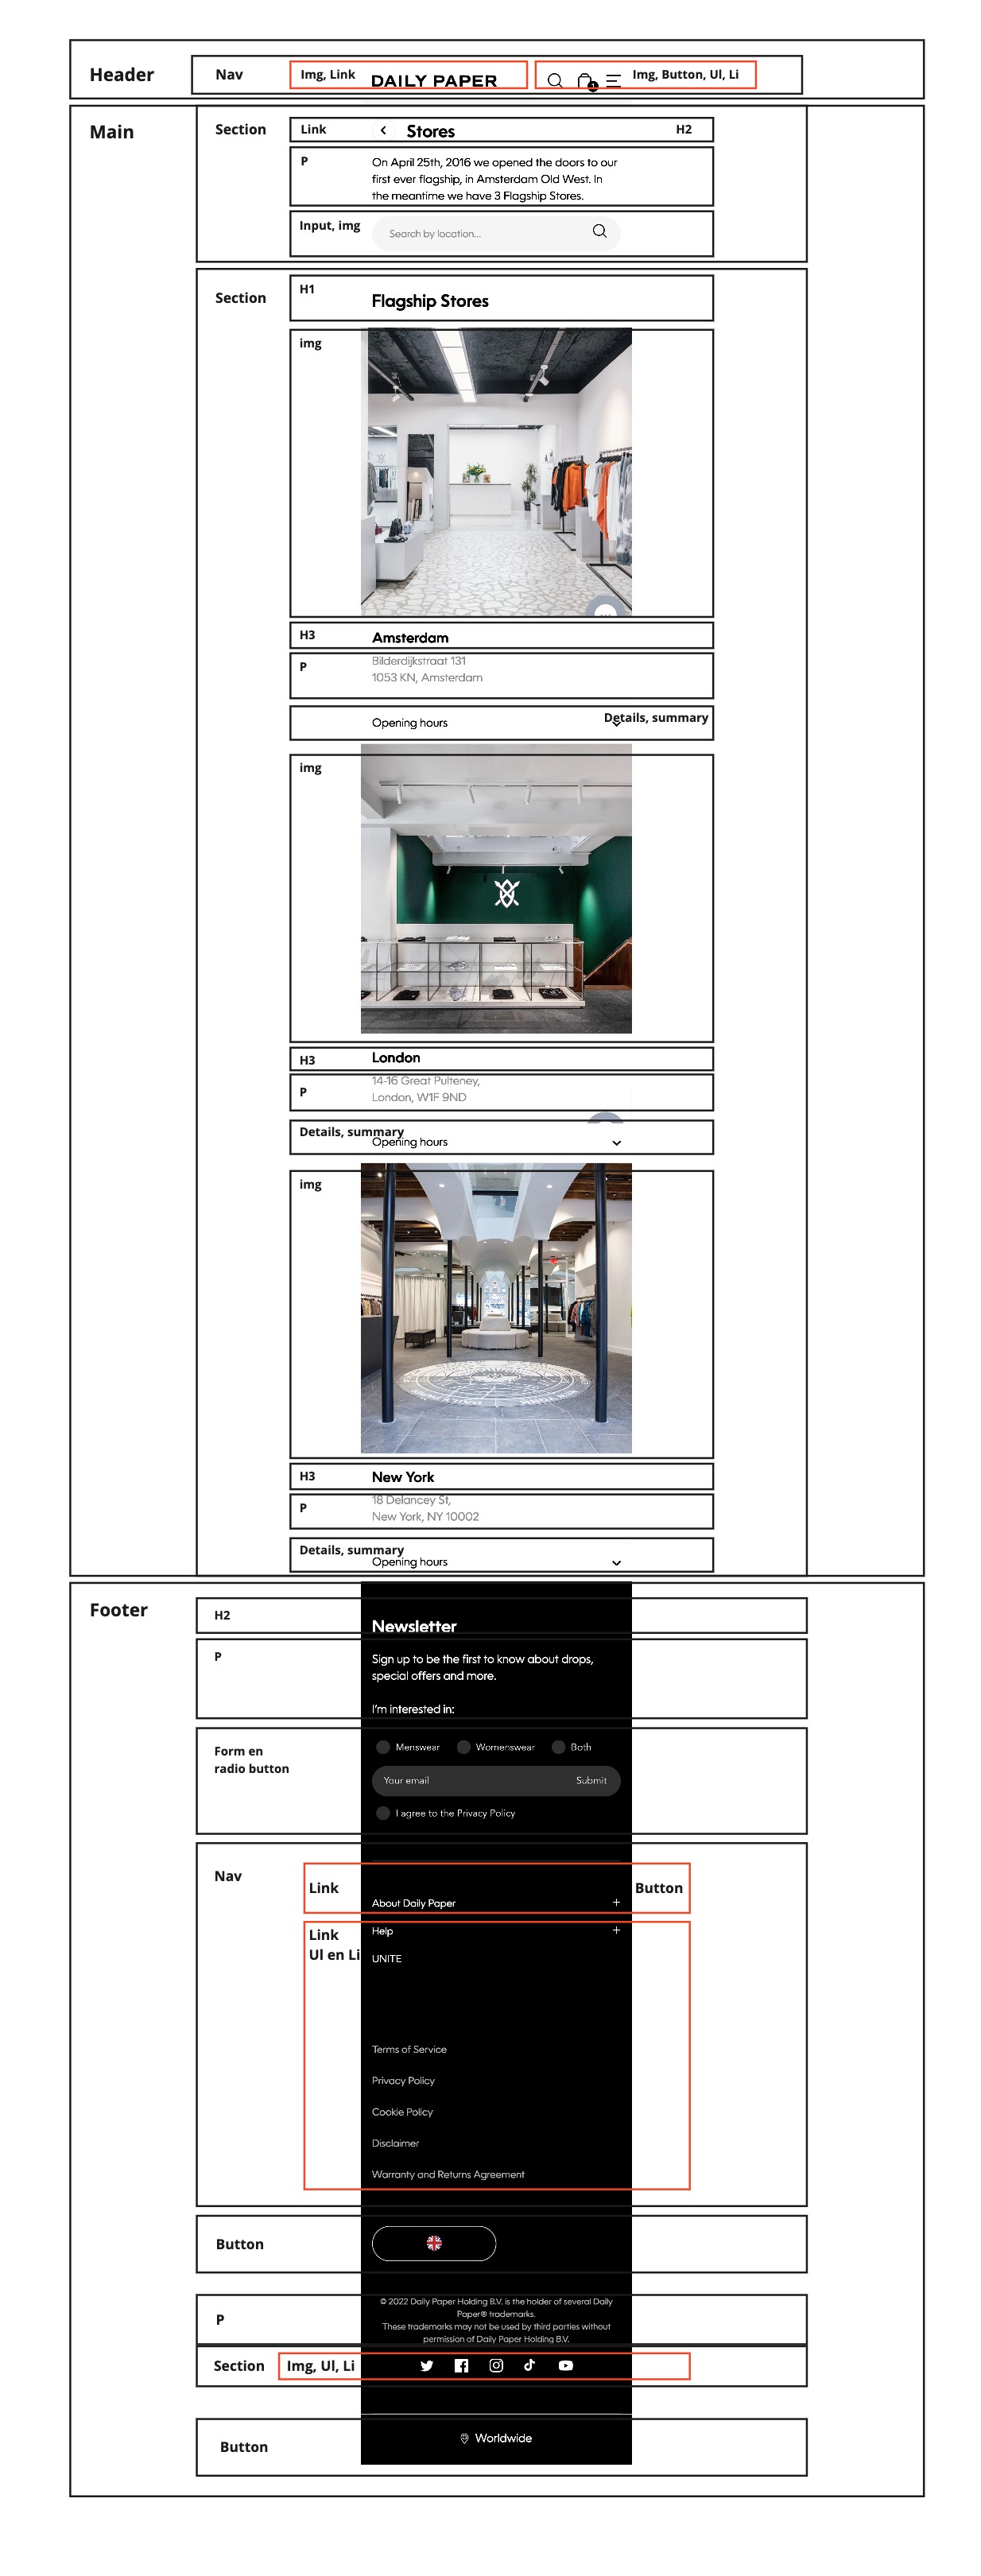 Header
Nav
Img, Link
DAILY PAPER
1
Img, Button, Ul, Li
Main
Section
Link
Stores
H2
P
On April 25th, 2016 we opened the doors to our
first ever flagship, in Amsterdam Old West. In
the meantime we have 3 Flagship Stores.
Input, img
Search by location...
Section
H1
Flagship Stores
img
H3
Amsterdam
P
Bilderdijkstraat 131
1053 KN, Amsterdam
Opening hours
Details, summary
img
H3
London
P
14-16 Great Pulteney,
London, W1F 9ND
Details, summary
Opening hours
img
H3
New York
P
18 Delancey St,
New York, NY 10002
Details, summary
Opening hours
Footer
H2
Newsletter
P
Sign up to be the first to know about drops,
special offers and more.
I'm interested in:
Form en
radio button
Menswear
Womenswear
Both
Your email
Submit
I agree to the Privacy Policy
Nav
Link
Button
About Daily Paper
Link
Ul en Li
Help
UNITE
Terms of Service
Privacy Policy
Cookie Policy
Disclaimer
Warranty and Returns Agreement
Button
P
© 2022 Daily Paper Holding B.V. is the holder of several Daily
Paper® trademarks.
These trademarks may not be used by third parties without
permission of Daily Paper Holding B.V.
Section
Img, Ul, Li
Button
Worldwide